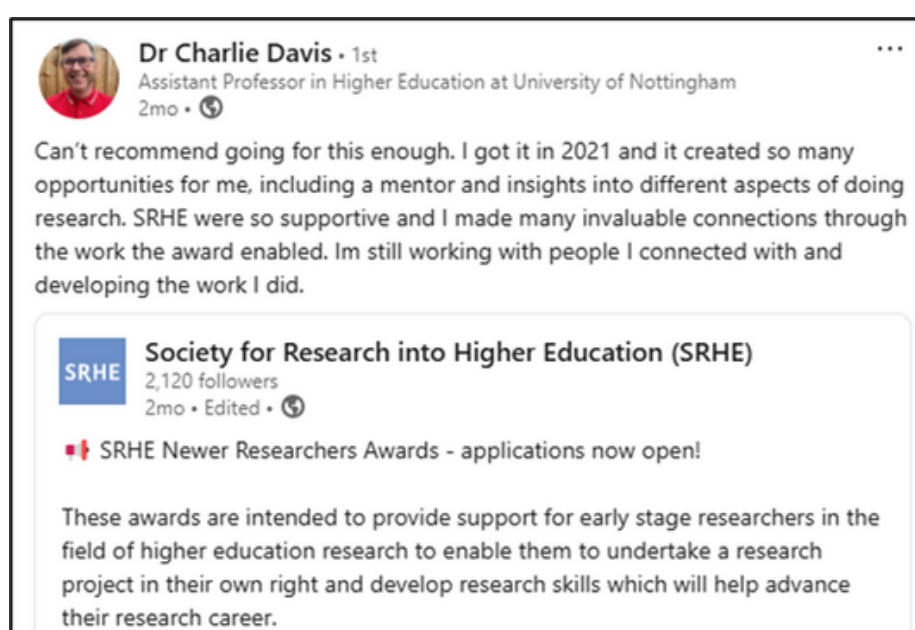 Dr Charlie Davis • 1st
Assistant Professor in Higher Education at University of Nottingham
2mo •
Can't recommend going for this enough. I got it in 2021 and it created so many
opportunities for me, including a mentor and insights into different aspects of doing
research. SRHE were so supportive and I made many invaluable connections through
the work the award enabled. Im still working with people I connected with and
developing the work I did.
SRHE
Society for Research into Higher Education (SRHE)
2,120 followers
2mo • Edited •
SRHE Newer Researchers Awards - applications now open!
These awards are intended to provide support for early stage researchers in the
field of higher education research to enable them to undertake a research
project in their own right and develop research skills which will help advance
their research career.